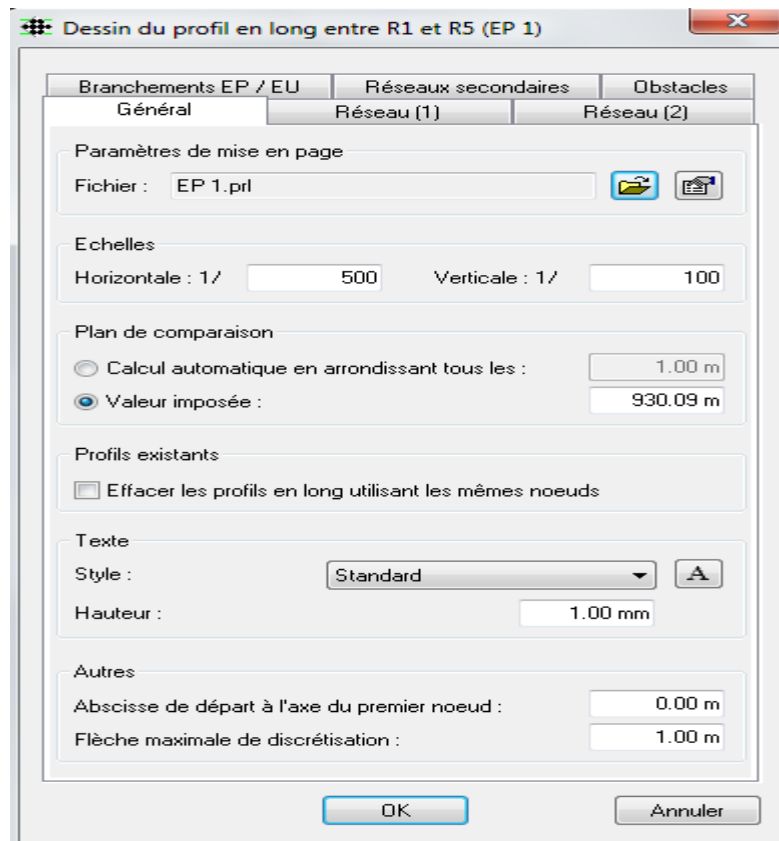 Dessin du profil en long entre R1 et R5 (EP 1)
Branchements EP / EU Réseaux secondaires Obstacles
Général Réseau (1) Réseau (2)
Paramètres de mise en page
Fichier : EP 1.prl
Echelles
Horizontale : 1/ 500 Verticale : 1/ 100
Plan de comparaison
Calcul automatique en arrondissant tous les : 1.00 m
Valeur imposée : 930.09 m
Profils existants
Effacer les profils en long utilisant les mêmes noeuds
Texte
Style : Standard A
Hauteur : 1.00 mm
Autres
Abscisse de départ à l'axe du premier noeud : 0.00 m
Flèche maximale de discrétisation : 1.00 m
OK Annuler